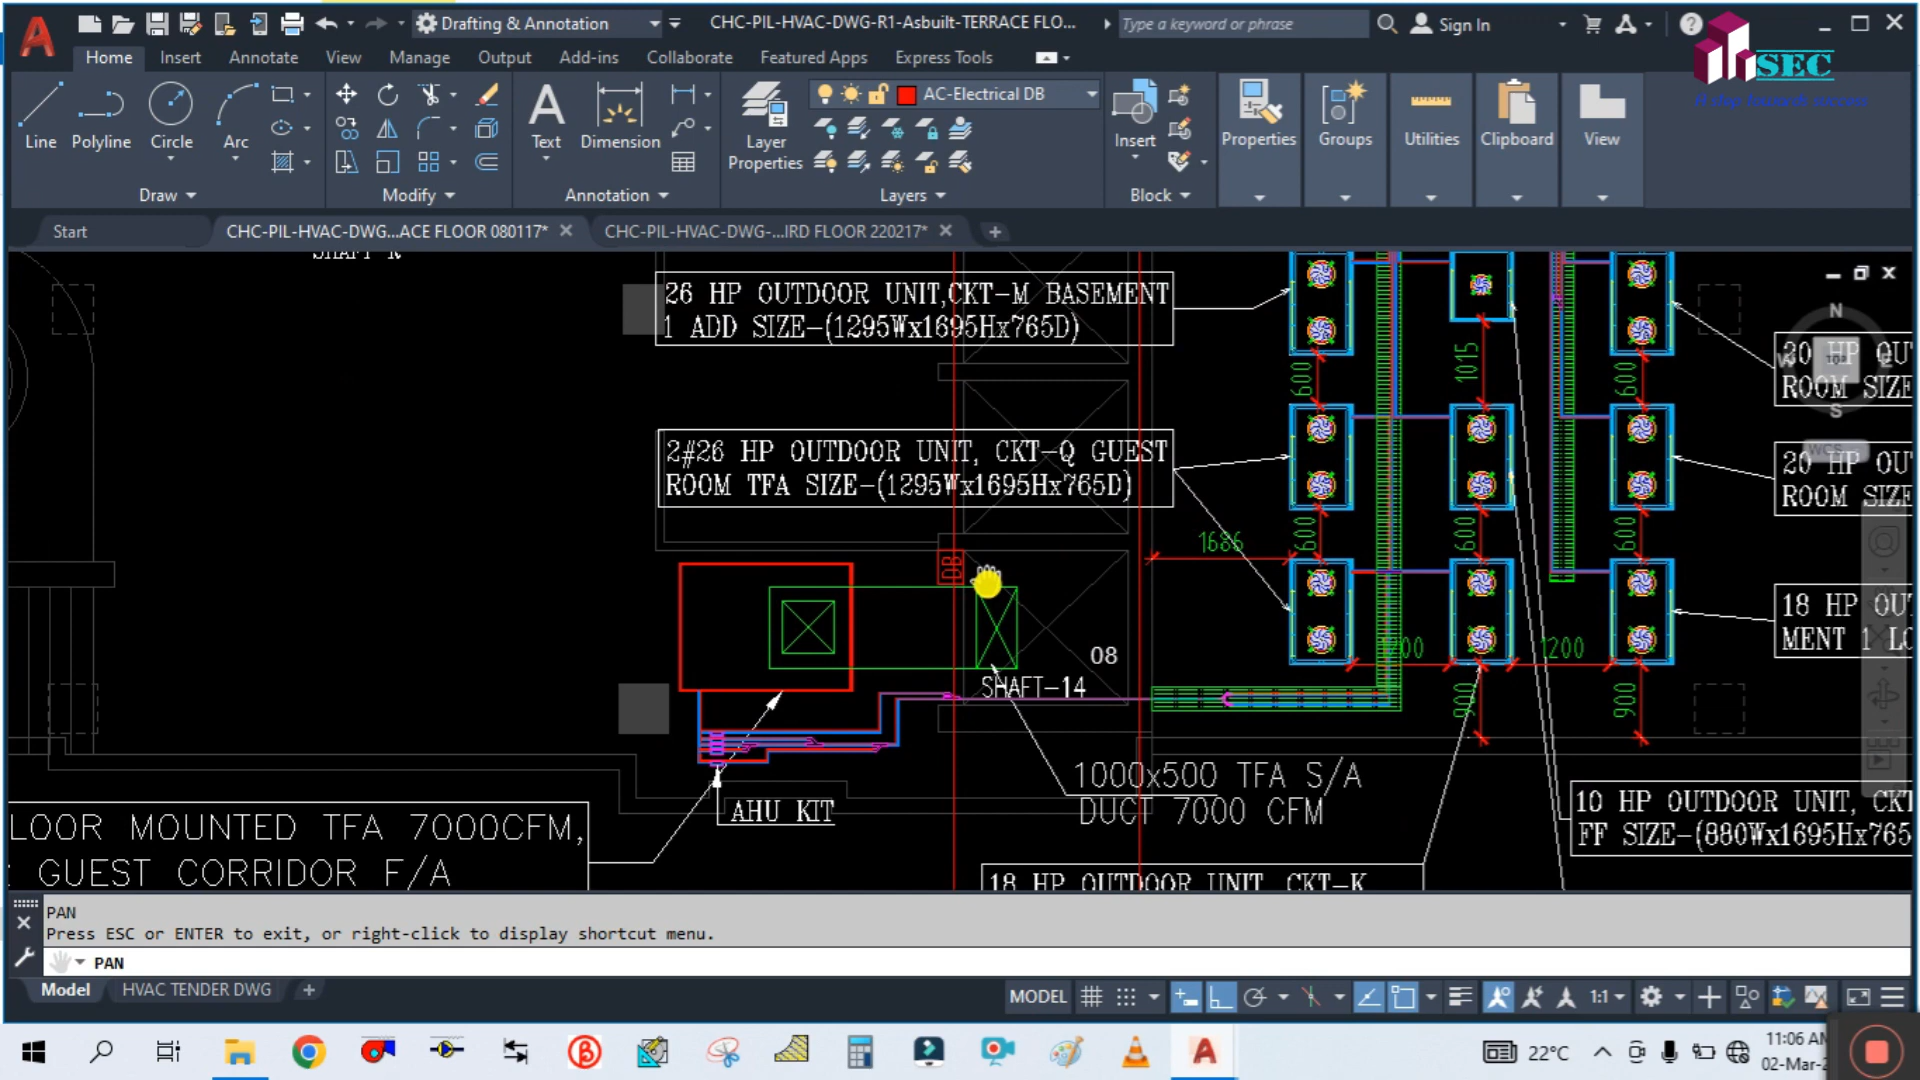 Drafting & Annotation
CHC-PIL-HVAC-DWG-R1-Asbuilt-TERRACE FLO...
Type a keyword or phrase
Sign In
SEC
A step towards success
Home Insert Annotate View Manage Output Add-ins Collaborate Featured Apps Express Tools
Line Polyline Circle Arc
Text Dimension
Layer Properties
AC-Electrical DB
Insert
Properties Groups Utilities Clipboard View
Draw Modify Annotation Layers Block
Start CHC-PIL-HVAC-DWG...ACE FLOOR 080117* CHC-PIL-HVAC-DWG-...IRD FLOOR 220217*
26 HP OUTDOOR UNIT,CKT-M BASEMENT
1 ADD SIZE-(1295Wx1695Hx765D)
2#26 HP OUTDOOR UNIT, CKT-Q GUEST
ROOM TFA SIZE-(1295Wx1695Hx765D)
600 1015 600
N
TOP
W
E
S
WCS
20 HP OU
ROOM SIZE
20 HP OU
ROOM SIZE
1686
600 600 600
DB
18 HP OU
MENT 1 LO
08
SHAFT-14
1200 1200
900 900
1000x500 TFA S/A
DUCT 7000 CFM
AHU KIT
LOOR MOUNTED TFA 7000CFM,
GUEST CORRIDOR F/A
10 HP OUTDOOR UNIT, CKT
FF SIZE-(880Wx1695Hx765
18 HP OUTDOOR UNIT, CKT-K
PAN
Press ESC or ENTER to exit, or right-click to display shortcut menu.
PAN
Model HVAC TENDER DWG
MODEL 1:1
22°C
11:06 AM
02-Mar-2